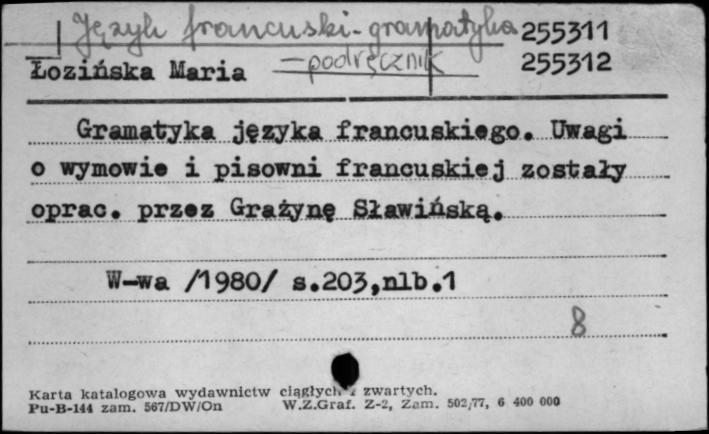 Język francuski-gramatyka 255311
Łozińska Maria -podręcznik 255312
Gramatyka języka francuskiego. Uwagi
o wymowie i pisowni francuskiej zostały
oprac. przez Grażynę Sławińską.
W-wa /1980/ s.203,nlb.1
8
Karta katalogowa wydawnictw ciągłych i zwartych.
Pu-B-144 zam. 567/DW/On W.Z.Graf. Z-2, Zam. 502/77, 6 400 000